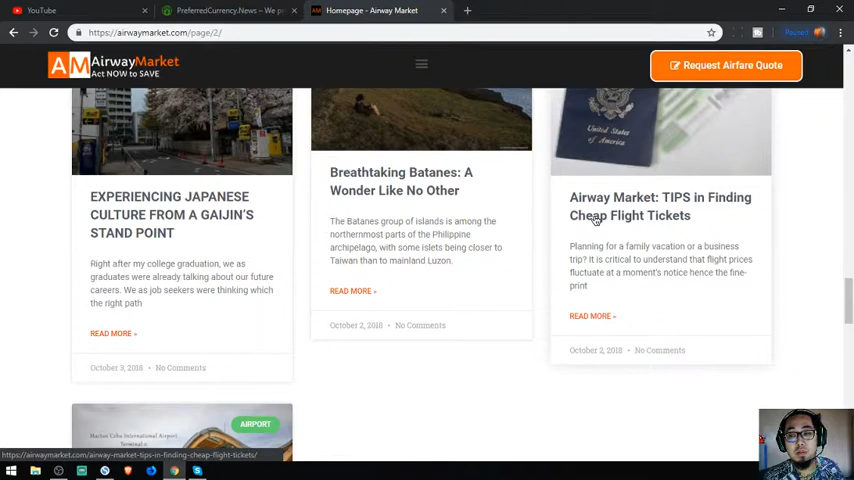 YouTube
PreferredCurrency.News – We p
Homepage - Airway Market
https://airwaymarket.com/page/2/
Paused
AM AirwayMarket
Act NOW to SAVE
Request Airfare Quote
EXPERIENCING JAPANESE
CULTURE FROM A GAIJIN'S
STAND POINT
Right after my college graduation, we as
graduates were already talking about our future
careers. We as job seekers were thinking which
the right path
READ MORE »
October 3, 2018 • No Comments
Breathtaking Batanes: A
Wonder Like No Other
The Batanes group of islands is among the
northernmost parts of the Philippine
archipelago, with some islets being closer to
Taiwan than to mainland Luzon.
READ MORE »
October 2, 2018 • No Comments
United States
of America
Airway Market: TIPS in Finding
Cheap Flight Tickets
Planning for a family vacation or a business
trip? It is critical to understand that flight prices
fluctuate at a moment's notice hence the fine-
print
READ MORE »
October 2, 2018 • No Comments
AIRPORT
Mactan Cebu International Airport
Terminal 2
https://airwaymarket.com/airway-market-tips-in-finding-cheap-flight-tickets/